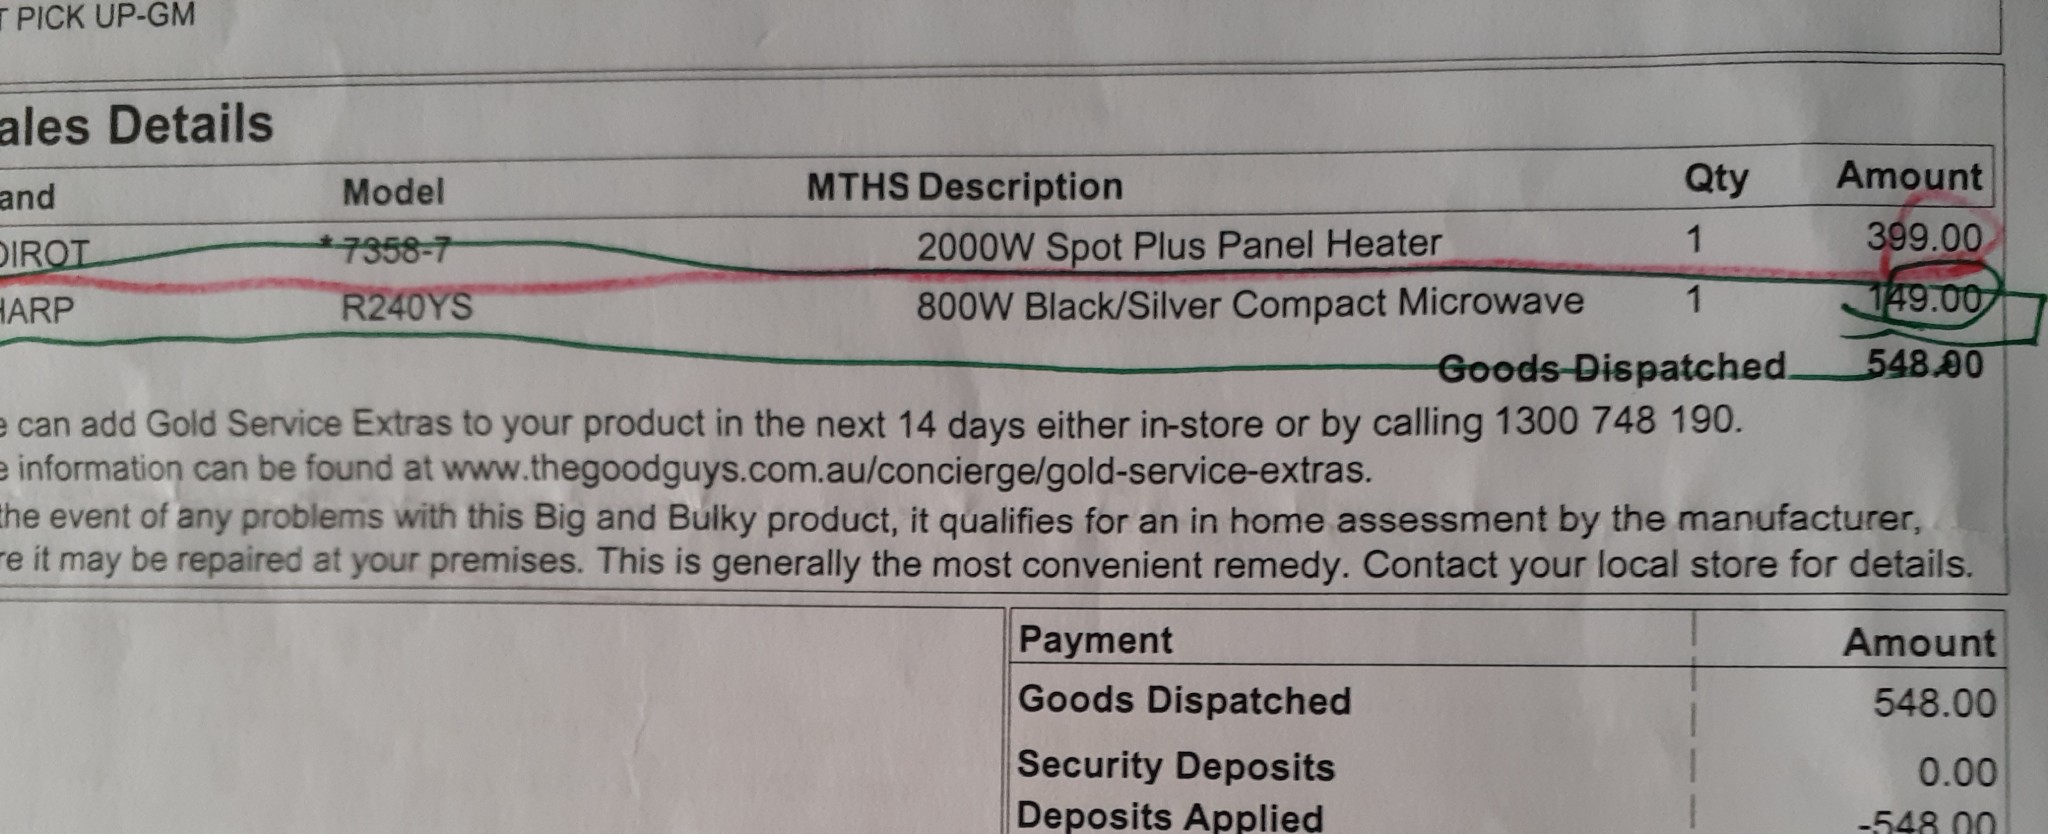 T PICK UP-GM
ales Details
and Model MTHS Description Qty Amount
DIROT * 7358-7 2000W Spot Plus Panel Heater 1 399.00
HARP R240YS 800W Black/Silver Compact Microwave 1 149.00
Goods Dispatched 548.00
e can add Gold Service Extras to your product in the next 14 days either in-store or by calling 1300 748 190.
e information can be found at www.thegoodguys.com.au/concierge/gold-service-extras.
the event of any problems with this Big and Bulky product, it qualifies for an in home assessment by the manufacturer,
re it may be repaired at your premises. This is generally the most convenient remedy. Contact your local store for details.
Payment Amount
Goods Dispatched 548.00
Security Deposits 0.00
Deposits Applied -548.00